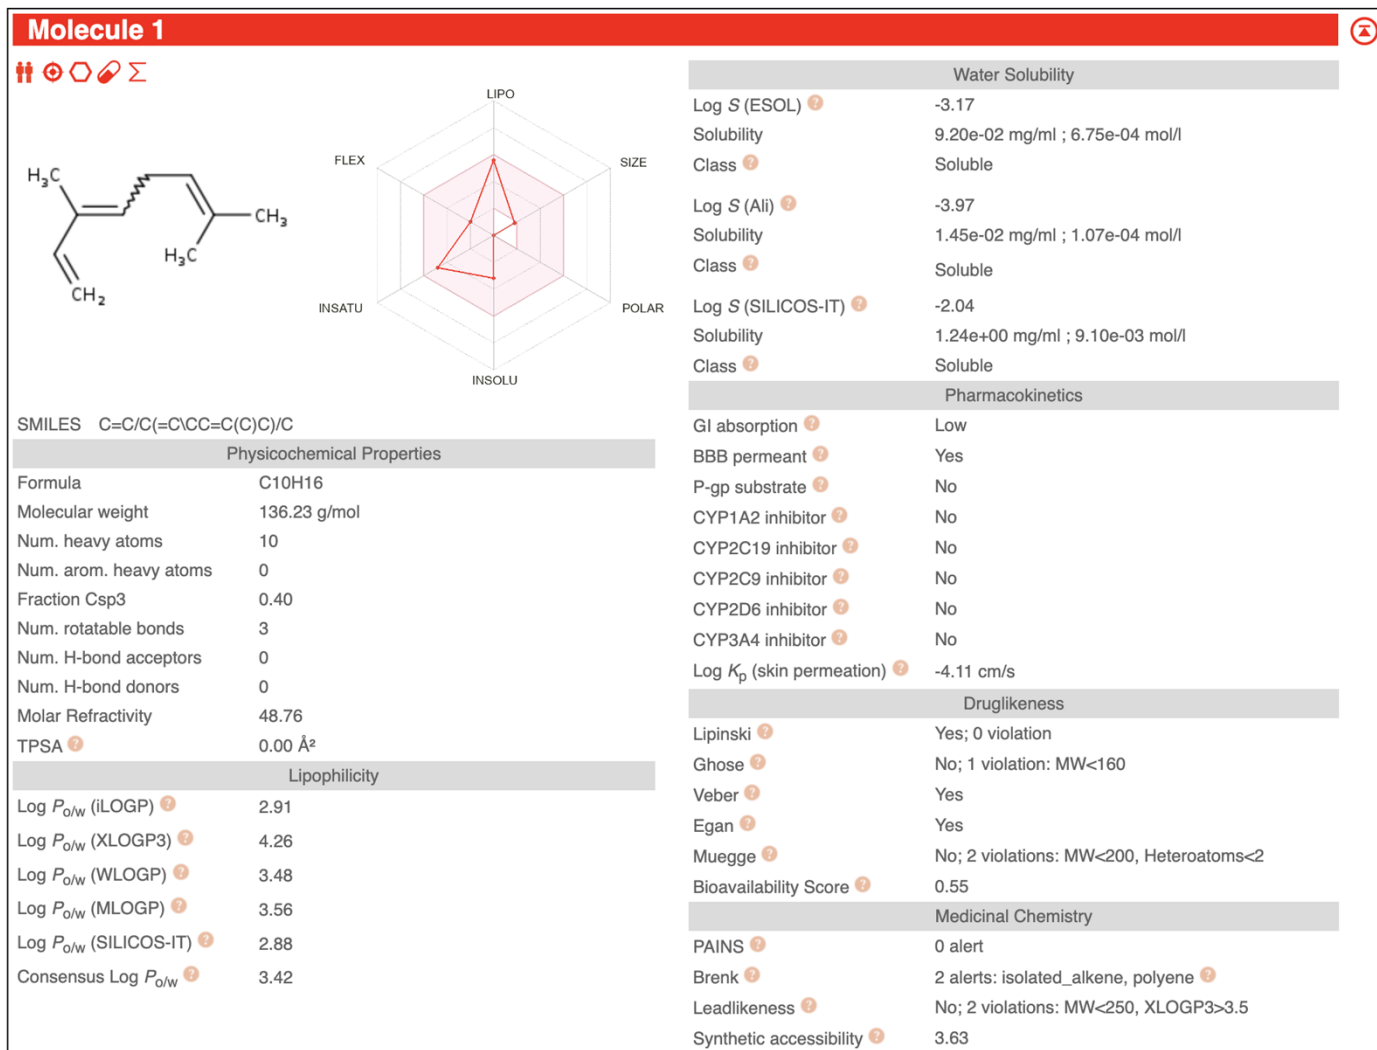 Molecule 1
LIPO
FLEX
SIZE
H₃C
CH₃
H₃C
CH₂
INSATU
POLAR
INSOLU
SMILES C=C/C(=C\CC=C(C)C)/C
Physicochemical Properties
Formula C10H16
Molecular weight 136.23 g/mol
Num. heavy atoms 10
Num. arom. heavy atoms 0
Fraction Csp3 0.40
Num. rotatable bonds 3
Num. H-bond acceptors 0
Num. H-bond donors 0
Molar Refractivity 48.76
TPSA ? 0.00 Å²
Lipophilicity
Log Po/w (iLOGP) ? 2.91
Log Po/w (XLOGP3) ? 4.26
Log Po/w (WLOGP) ? 3.48
Log Po/w (MLOGP) ? 3.56
Log Po/w (SILICOS-IT) ? 2.88
Consensus Log Po/w ? 3.42
Water Solubility
Log S (ESOL) ? -3.17
Solubility 9.20e-02 mg/ml ; 6.75e-04 mol/l
Class ? Soluble
Log S (Ali) ? -3.97
Solubility 1.45e-02 mg/ml ; 1.07e-04 mol/l
Class ? Soluble
Log S (SILICOS-IT) ? -2.04
Solubility 1.24e+00 mg/ml ; 9.10e-03 mol/l
Class ? Soluble
Pharmacokinetics
GI absorption ? Low
BBB permeant ? Yes
P-gp substrate ? No
CYP1A2 inhibitor ? No
CYP2C19 inhibitor ? No
CYP2C9 inhibitor ? No
CYP2D6 inhibitor ? No
CYP3A4 inhibitor ? No
Log Kp (skin permeation) ? -4.11 cm/s
Druglikeness
Lipinski ? Yes; 0 violation
Ghose ? No; 1 violation: MW<160
Veber ? Yes
Egan ? Yes
Muegge ? No; 2 violations: MW<200, Heteroatoms<2
Bioavailability Score ? 0.55
Medicinal Chemistry
PAINS ? 0 alert
Brenk ? 2 alerts: isolated_alkene, polyene ?
Leadlikeness ? No; 2 violations: MW<250, XLOGP3>3.5
Synthetic accessibility ? 3.63